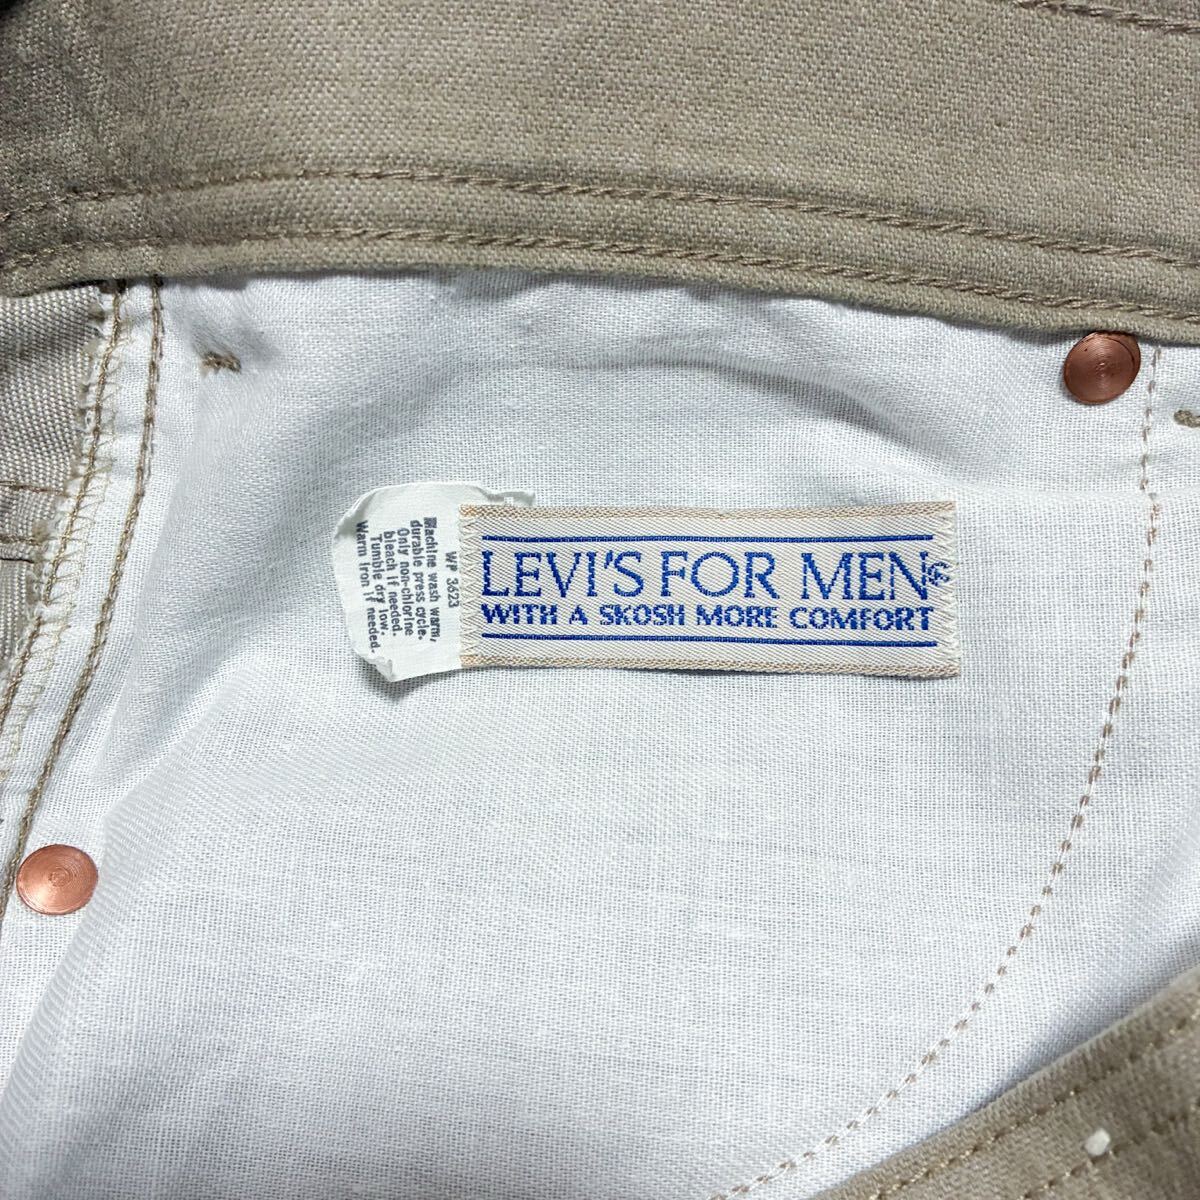 LEVI'S FOR MEN®
WITH A SKOSH MORE COMFORT
WP 3623
Machine wash warm,
durable press cycle.
Only non-chlorine
bleach if needed.
Tumble dry low.
Warm iron if needed.